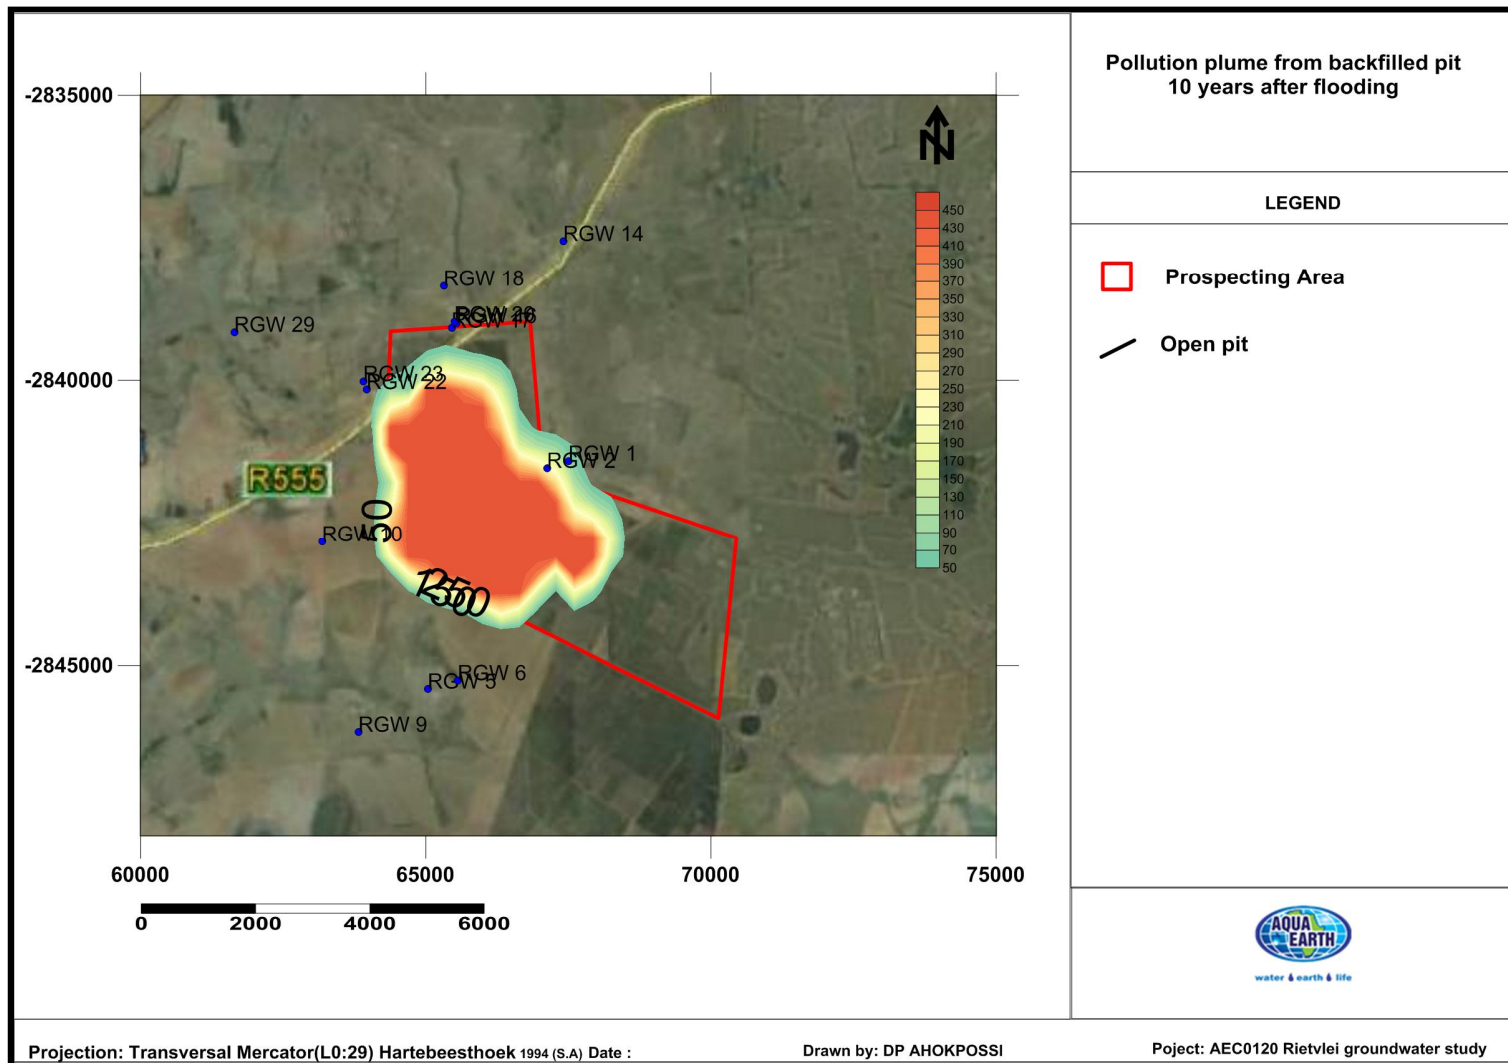 Pollution plume from backfilled pit
10 years after flooding
LEGEND
Prospecting Area
Open pit
-2835000
-2840000
-2845000
60000
65000
70000
75000
0
2000
4000
6000
N
450
430
410
390
370
350
330
310
290
270
250
230
210
190
170
150
130
110
90
70
50
RGW 14
RGW 18
RGW 29
RGW 23
RGW 22
RGW 1
RGW 2
R555
RGW 10
50
RGW 6
RGW 5
RGW 9
AQUA
EARTH
water earth life
Projection: Transversal Mercator(L0:29) Hartebeesthoek 1994 (S.A) Date :
Drawn by: DP AHOKPOSSI
Poject: AEC0120 Rietvlei groundwater study